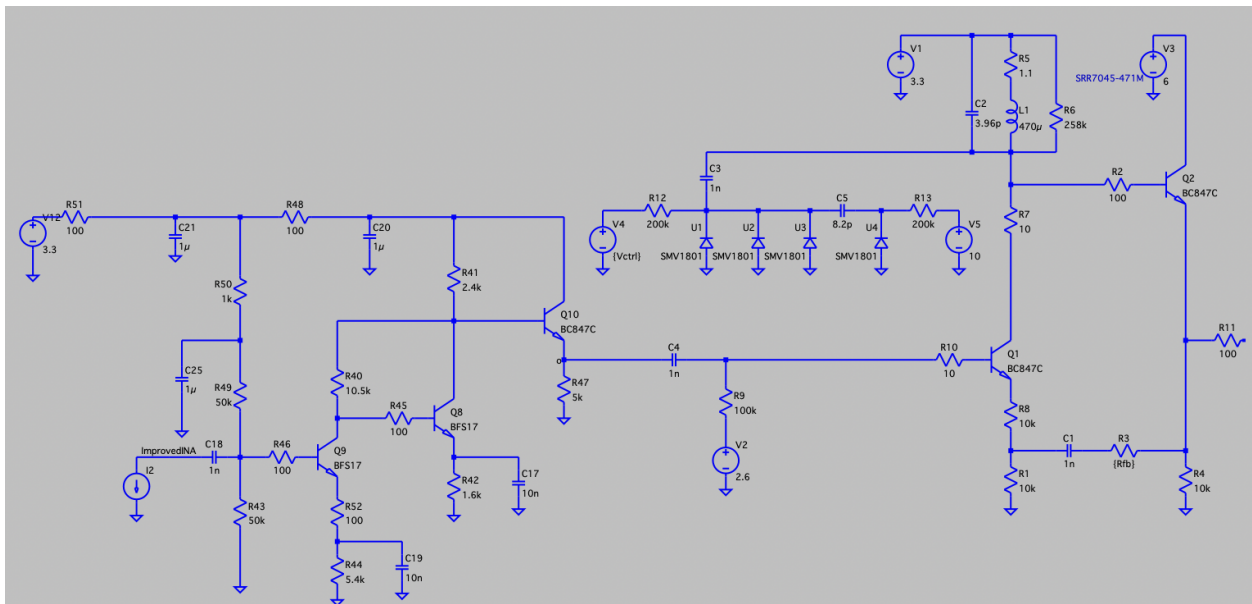 V1
3.3
R5
1.1
C2
3.96p
L1
470µ
R6
258k
V3
SRR7045-471M
6
R2
100
Q2
BC847C
C3
1n
R12
200k
V4
{Vctrl}
U1
SMV1801
U2
SMV1801
U3
SMV1801
C5
8.2p
U4
SMV1801
R13
200k
V5
10
R7
10
R11
100
R51
100
V12
3.3
C21
1µ
R48
100
C20
1µ
R50
1k
R41
2.4k
Q10
BC847C
C25
1µ
R49
50k
R40
10.5k
R45
100
Q8
BFS17
R47
5k
C4
1n
R10
10
Q1
BC847C
R9
100k
V2
2.6
R8
10k
C1
1n
R3
{Rfb}
R1
10k
R4
10k
ImprovedINA
C18
1n
R46
100
Q9
BFS17
I2
R43
50k
R52
100
R42
1.6k
C17
10n
R44
5.4k
C19
10n